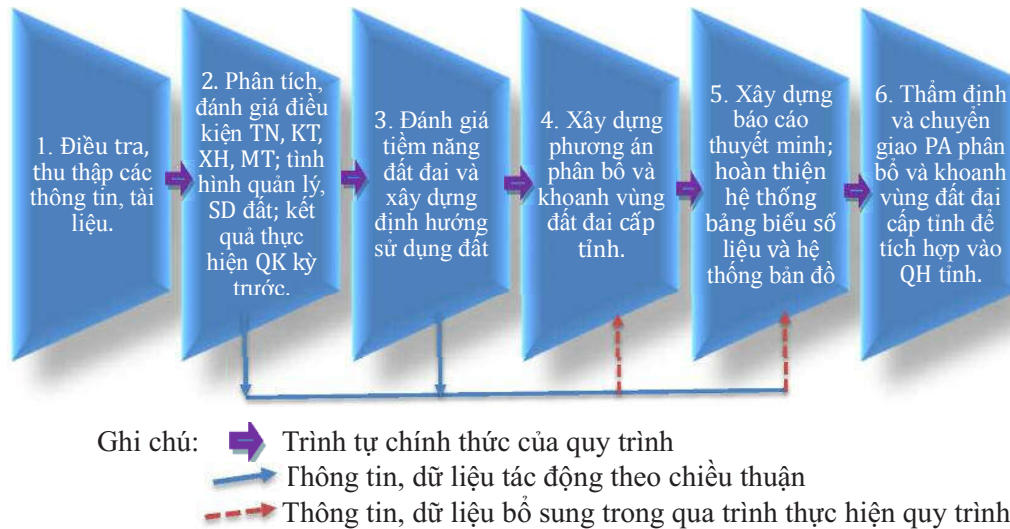 1. Điều tra,
thu thập các
thông tin, tài
liệu.
2. Phân tích,
đánh giá điều
kiện TN, KT,
XH, MT; tình
hình quản lý,
SD đất; kết
quả thực
hiện QK kỳ
trước.
3. Đánh giá
tiềm năng
đất đai và
xây dựng
định hướng
sử dụng đất
4. Xây dựng
phương án
phân bổ và
khoanh vùng
đất đai cấp
tỉnh.
5. Xây dựng
báo cáo
thuyết minh;
hoàn thiện
hệ thống
bảng biểu số
liệu và hệ
thống bản đồ
6. Thẩm định
và chuyển
giao PA phân
bổ và khoanh
vùng đất đai
cấp tỉnh để
tích hợp vào
QH tỉnh.
Ghi chú:
Trình tự chính thức của quy trình
Thông tin, dữ liệu tác động theo chiều thuận
Thông tin, dữ liệu bổ sung trong qua trình thực hiện quy trình